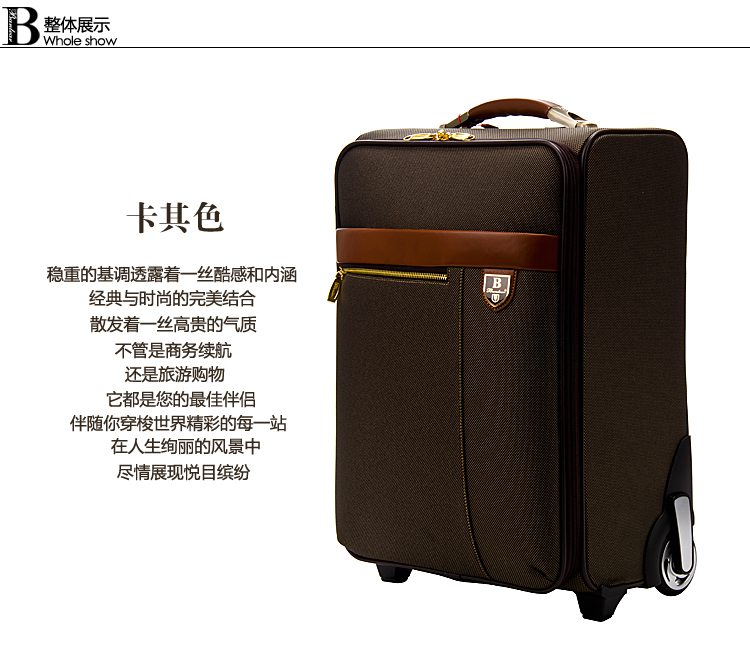 B 整体展示
Whole show
卡其色
稳重的基调透露着一丝酷感和内涵
经典与时尚的完美结合
散发着一丝高贵的气质
不管是商务续航
还是旅游购物
它都是您的最佳伴侣
伴随你穿梭世界精彩的每一站
在人生绚丽的风景中
尽情展现悦目缤纷
B